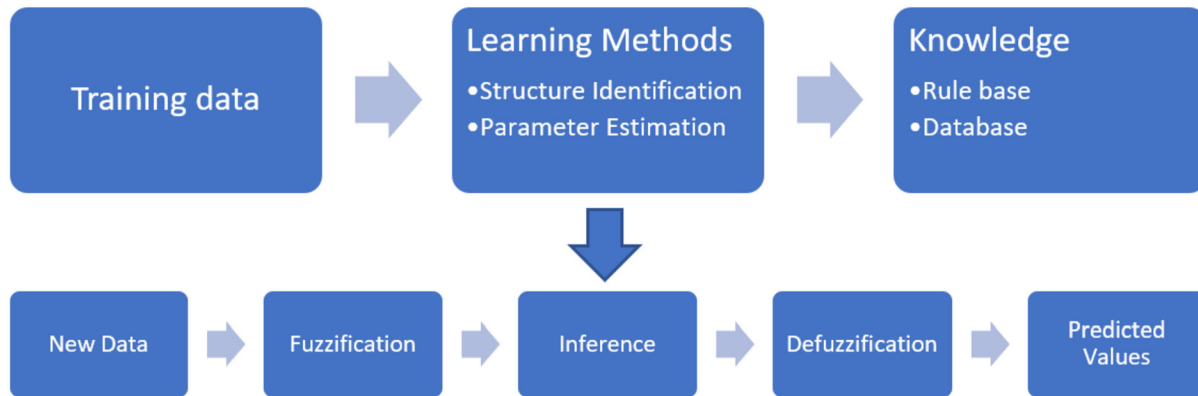 Training data
Learning Methods
•Structure Identification
•Parameter Estimation
Knowledge
•Rule base
•Database
New Data
Fuzzification
Inference
Defuzzification
Predicted
Values